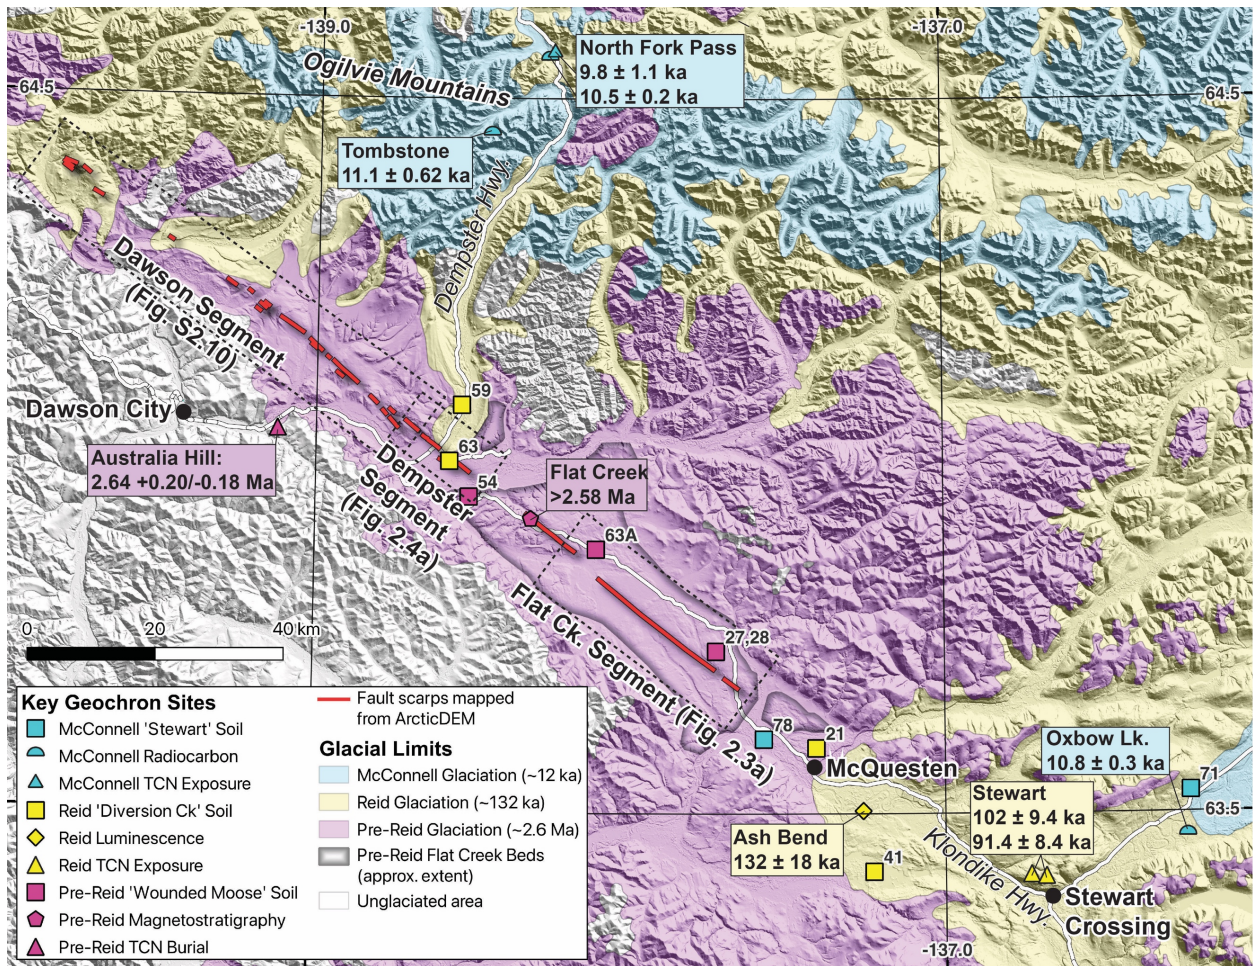 -139.0
-137.0
North Fork Pass
9.8 ± 1.1 ka
10.5 ± 0.2 ka
Ogilvie Mountains
64.5
64.5
Tombstone
11.1 ± 0.62 ka
Dempster Hwy.
Dawson Segment
(Fig. S2.10)
Dawson City
59
Australia Hill:
2.64 +0.20/-0.18 Ma
63
Dempster
Segment
(Fig. 2.4a)
54
Flat Creek
>2.58 Ma
63A
Flat Ck. Segment (Fig. 2.3a)
0
20
40 km
27,28
78
21
McQuesten
Oxbow Lk.
10.8 ± 0.3 ka
71
63.5
Stewart
102 ± 9.4 ka
91.4 ± 8.4 ka
Ash Bend
132 ± 18 ka
41
Klondike Hwy.
Stewart
Crossing
-137.0
Key Geochron Sites
McConnell 'Stewart' Soil
McConnell Radiocarbon
McConnell TCN Exposure
Reid 'Diversion Ck' Soil
Reid Luminescence
Reid TCN Exposure
Pre-Reid 'Wounded Moose' Soil
Pre-Reid Magnetostratigraphy
Pre-Reid TCN Burial
Fault scarps mapped
from ArcticDEM
Glacial Limits
McConnell Glaciation (~12 ka)
Reid Glaciation (~132 ka)
Pre-Reid Glaciation (~2.6 Ma)
Pre-Reid Flat Creek Beds
(approx. extent)
Unglaciated area